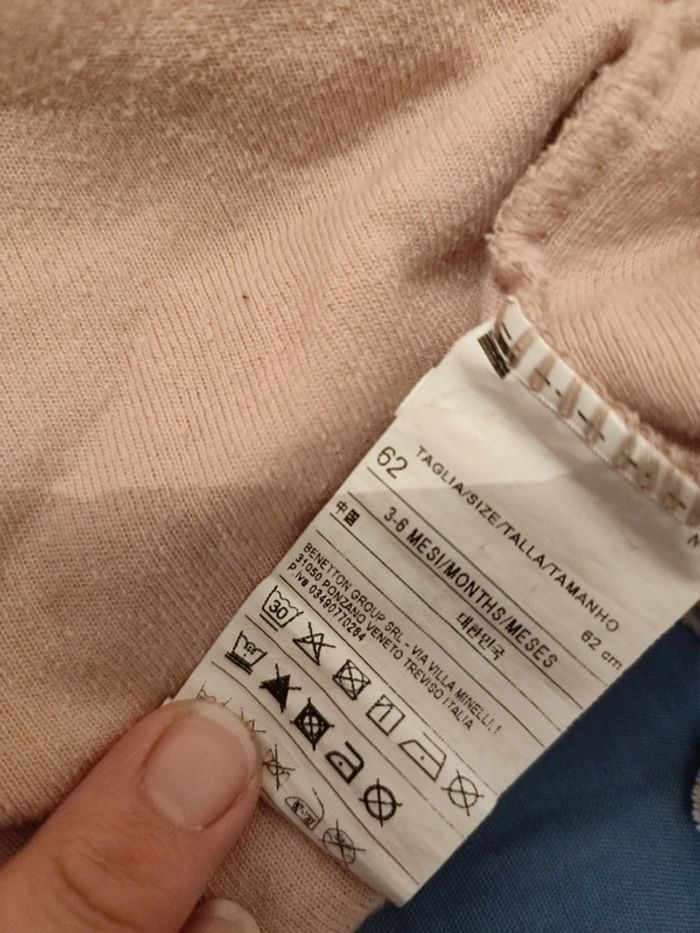 TAGLIA/SIZE/TALLA/TAMANHO
62 62 cm
3-6 MESI/MONTHS/MESES
中国 대한민국
BENETTON GROUP SRL - VIA VILLA MINELLI,1
31050 PONZANO VENETO TREVISO ITALIA
P.iva 03490770264
30